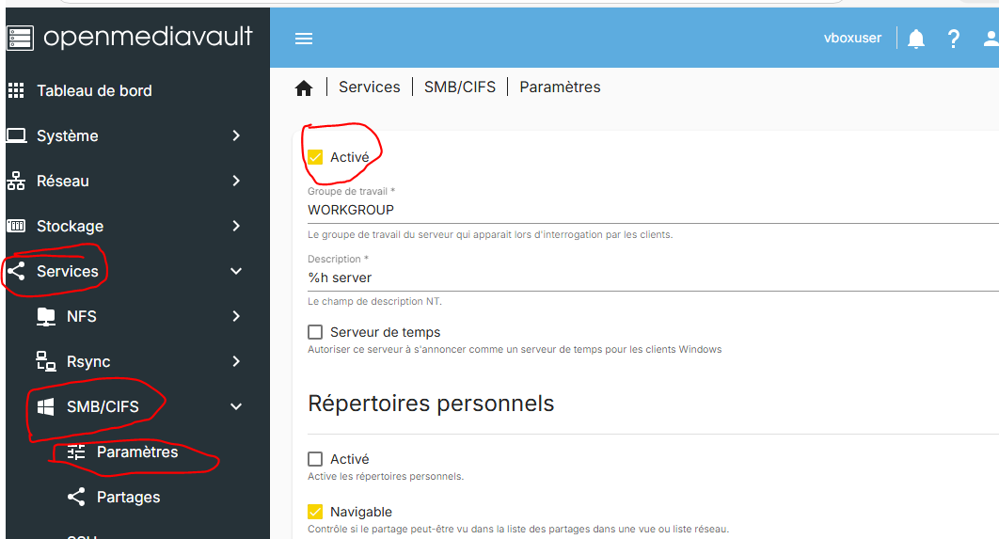 openmediavault
vboxuser
Tableau de bord
Système
Réseau
Stockage
Services
NFS
Rsync
SMB/CIFS
Paramètres
Partages
Services | SMB/CIFS | Paramètres
Activé
Groupe de travail *
WORKGROUP
Le groupe de travail du serveur qui apparait lors d'interrogation par les clients.
Description *
%h server
Le champ de description NT.
Serveur de temps
Autoriser ce serveur à s'annoncer comme un serveur de temps pour les clients Windows
Répertoires personnels
Activé
Active les répertoires personnels.
Navigable
Contrôle si le partage peut-être vu dans la liste des partages dans une vue ou liste réseau.